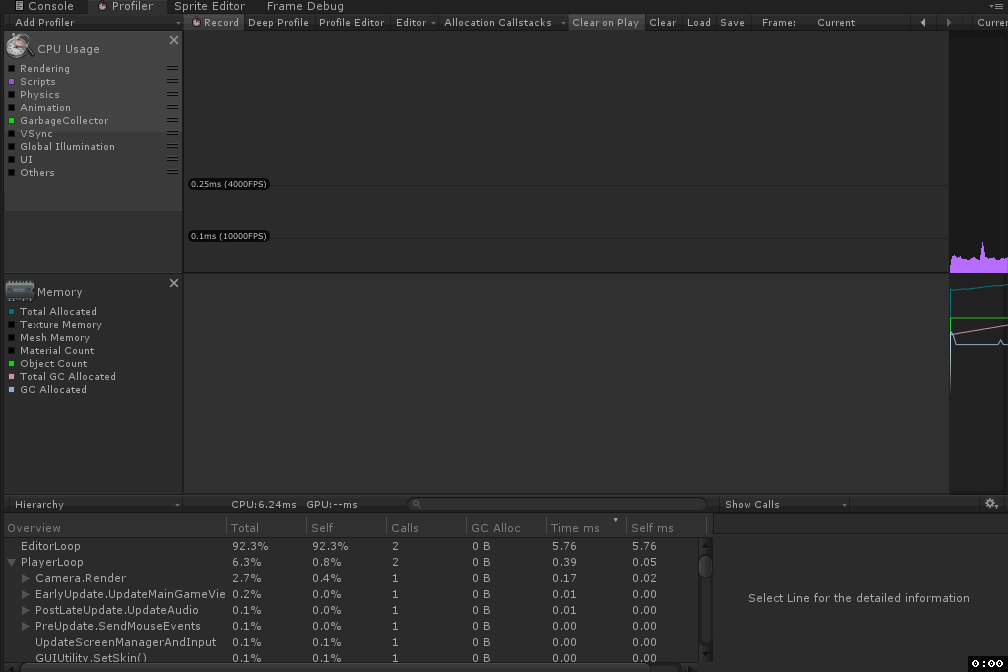 Console Profiler Sprite Editor Frame Debug
Add Profiler Record Deep Profile Profile Editor Editor Allocation Callstacks Clear on Play Clear Load Save Frame: Current Curre
CPU Usage
Rendering
Scripts
Physics
Animation
GarbageCollector
VSync
Global Illumination
UI
Others
0.25ms (4000FPS)
0.1ms (10000FPS)
Memory
Total Allocated
Texture Memory
Mesh Memory
Material Count
Object Count
Total GC Allocated
GC Allocated
Hierarchy CPU:6.24ms GPU:--ms Show Calls
Overview Total Self Calls GC Alloc Time ms Self ms
EditorLoop 92.3% 92.3% 2 0 B 5.76 5.76
PlayerLoop 6.3% 0.8% 2 0 B 0.39 0.05
Camera.Render 2.7% 0.4% 1 0 B 0.17 0.02
EarlyUpdate.UpdateMainGameVie 0.2% 0.0% 1 0 B 0.01 0.00
PostLateUpdate.UpdateAudio 0.1% 0.0% 1 0 B 0.01 0.00
PreUpdate.SendMouseEvents 0.1% 0.0% 1 0 B 0.00 0.00
UpdateScreenManagerAndInput 0.1% 0.1% 1 0 B 0.00 0.00
GUIUtility.SetSkin() 0.1% 0.1% 1 0 B 0.00 0.00
Select Line for the detailed information
0:00